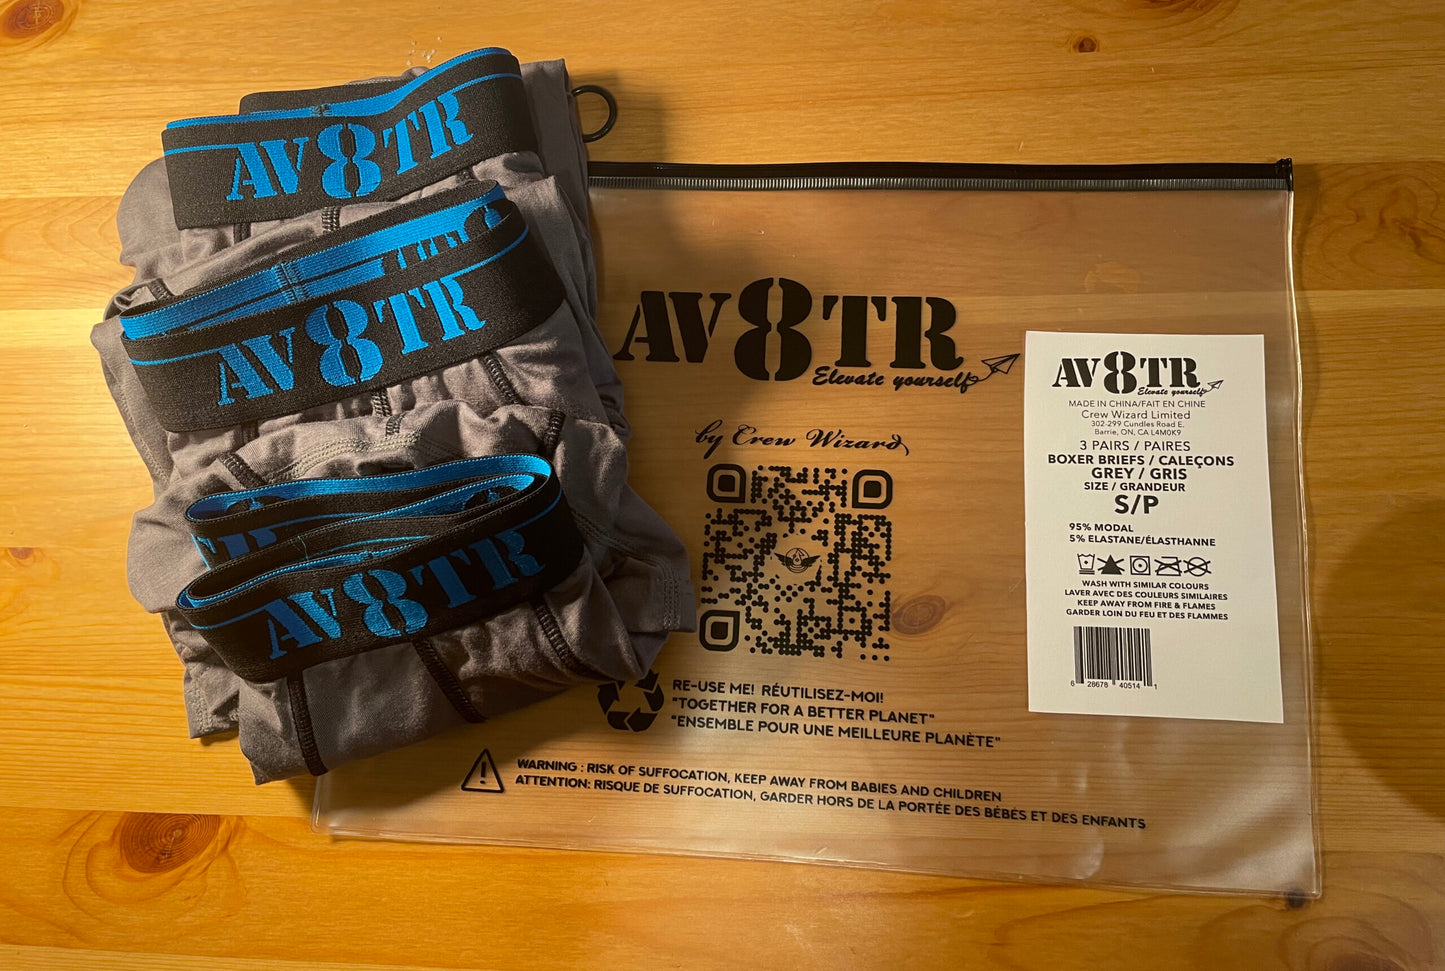 AV8TR
AV8TR
AV8TR
AV8TR
Elevate yourself
by Crew Wizard
RE-USE ME! RÉUTILISEZ-MOI!
"TOGETHER FOR A BETTER PLANET"
"ENSEMBLE POUR UNE MEILLEURE PLANÈTE"
WARNING : RISK OF SUFFOCATION, KEEP AWAY FROM BABIES AND CHILDREN
ATTENTION: RISQUE DE SUFFOCATION, GARDER HORS DE LA PORTÉE DES BÉBÉS ET DES ENFANTS
AV8TR
Elevate yourself
MADE IN CHINA/FAIT EN CHINE
Crew Wizard Limited
302-299 Cundles Road E.
Barrie, ON, CA L4M0K9
3 PAIRS / PAIRES
BOXER BRIEFS / CALEÇONS
GREY / GRIS
SIZE / GRANDEUR
S/P
95% MODAL
5% ELASTANE/ÉLASTHANNE
WASH WITH SIMILAR COLOURS
LAVER AVEC DES COULEURS SIMILAIRES
KEEP AWAY FROM FIRE & FLAMES
GARDER LOIN DU FEU ET DES FLAMMES
6 28678 40514 1